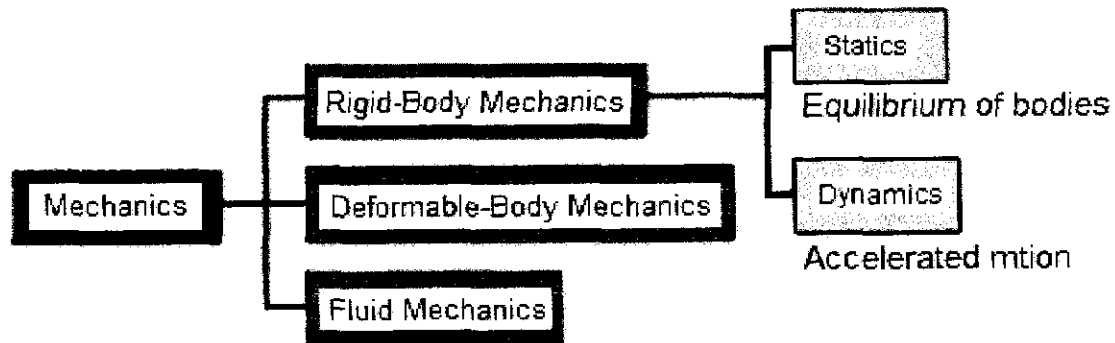 Statics
Rigid-Body Mechanics
Equilibrium of bodies
Mechanics
Deformable-Body Mechanics
Dynamics
Accelerated mtion
Fluid Mechanics